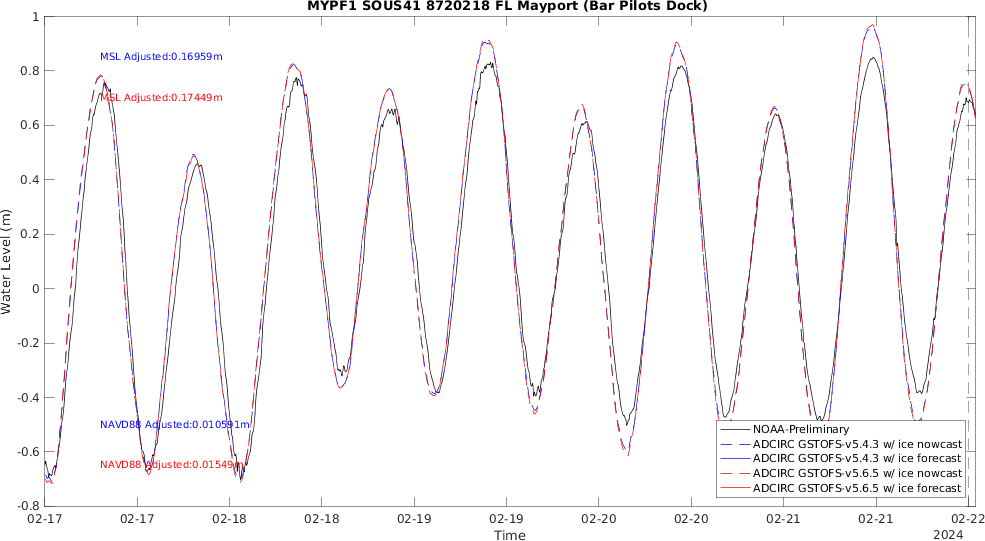 MYPF1 SOUS41 8720218 FL Mayport (Bar Pilots Dock)
1
0.8
0.6
0.4
0.2
0
-0.2
-0.4
-0.6
-0.8
Water Level (m)
MSL Adjusted:0.16959m
MSL Adjusted:0.17449m
NAVD88 Adjusted:0.010591m
NAVD88 Adjusted:0.01549m
NOAA-Preliminary
ADCIRC GSTOFS-v5.4.3 w/ ice nowcast
ADCIRC GSTOFS-v5.4.3 w/ ice forecast
ADCIRC GSTOFS-v5.6.5 w/ ice nowcast
ADCIRC GSTOFS-v5.6.5 w/ ice forecast
02-17 02-17 02-18 02-18 02-19 02-19 02-20 02-20 02-21 02-21 02-22
Time
2024